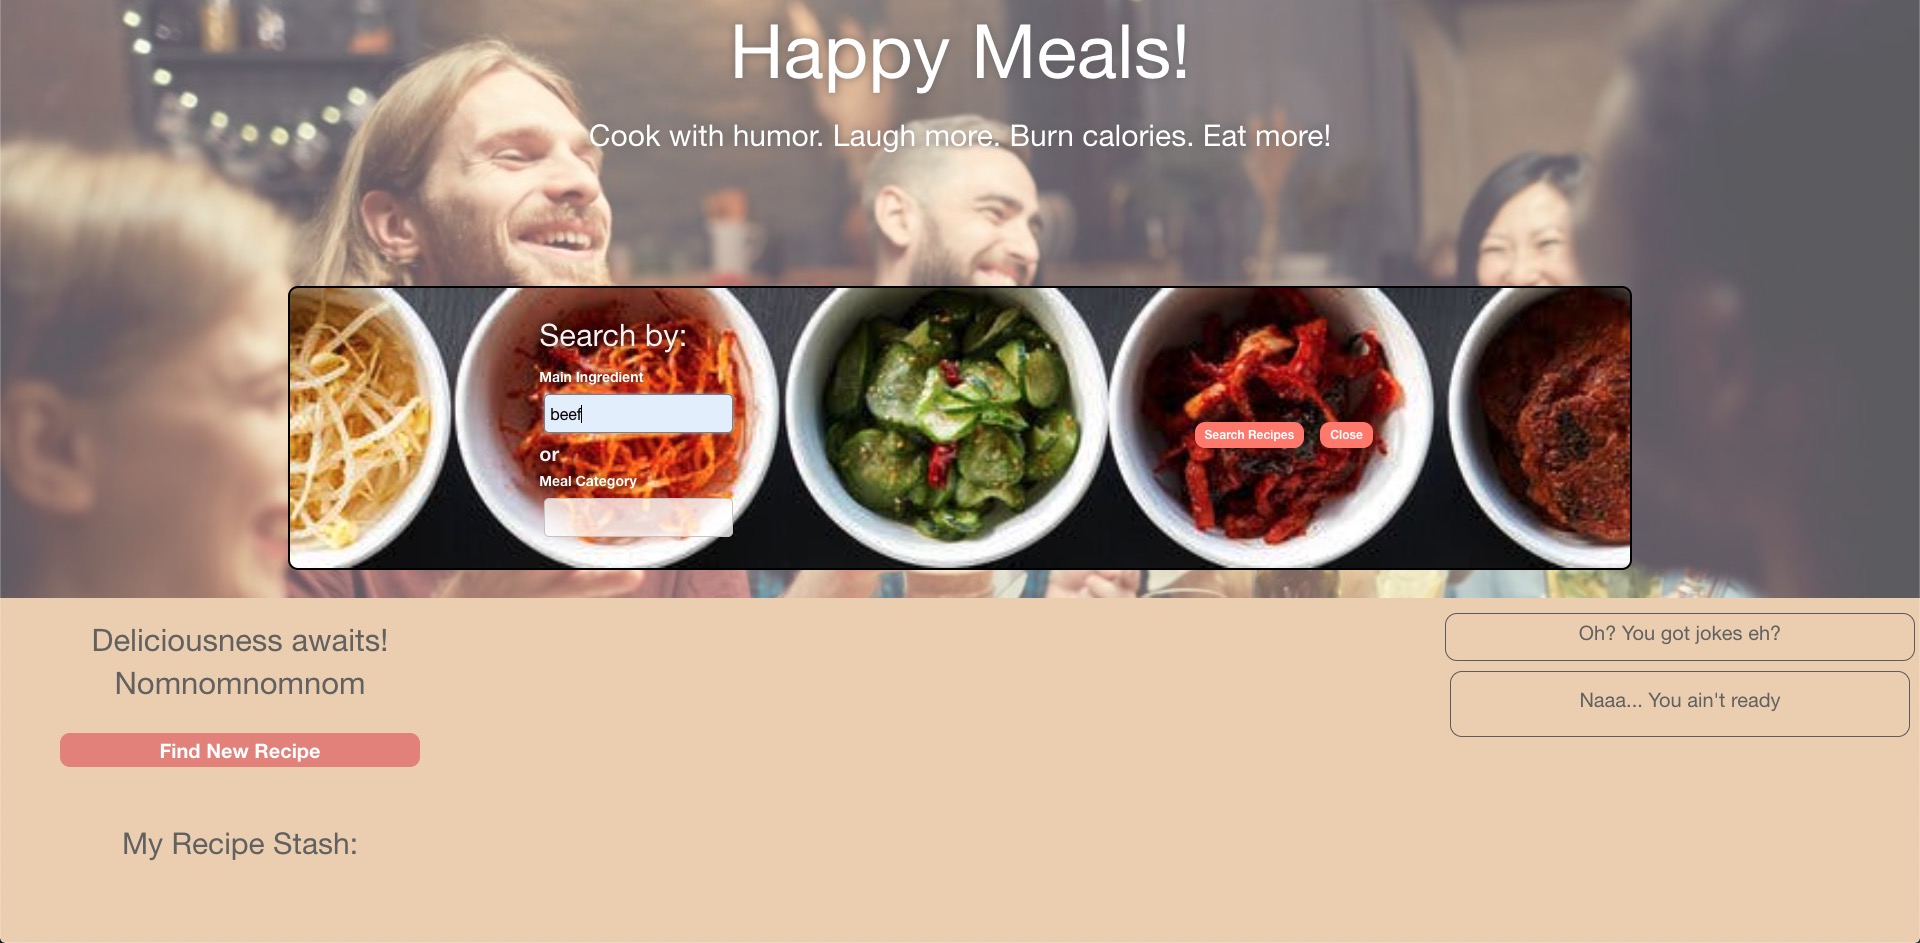 Happy Meals!
Cook with humor. Laugh more. Burn calories. Eat more!
Search by:
Main Ingredient
beef
or
Meal Category
Search Recipes
Close
Deliciousness awaits!
Nomnomnomnom
Find New Recipe
My Recipe Stash:
Oh? You got jokes eh?
Naaa... You ain't ready